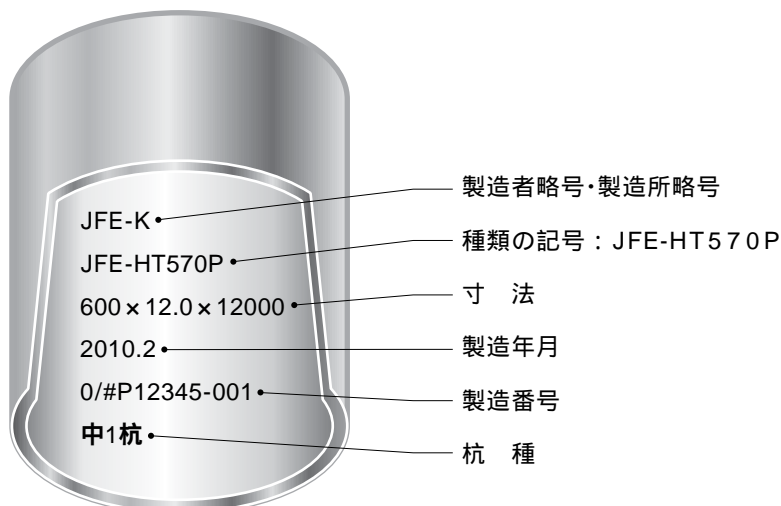 JFE-K
JFE-HT570P
600×12.0×12000
2010.2
0/#P12345-001
中1杭
製造者略号・製造所略号
種類の記号：JFE-HT570P
寸　法
製造年月
製造番号
杭　種